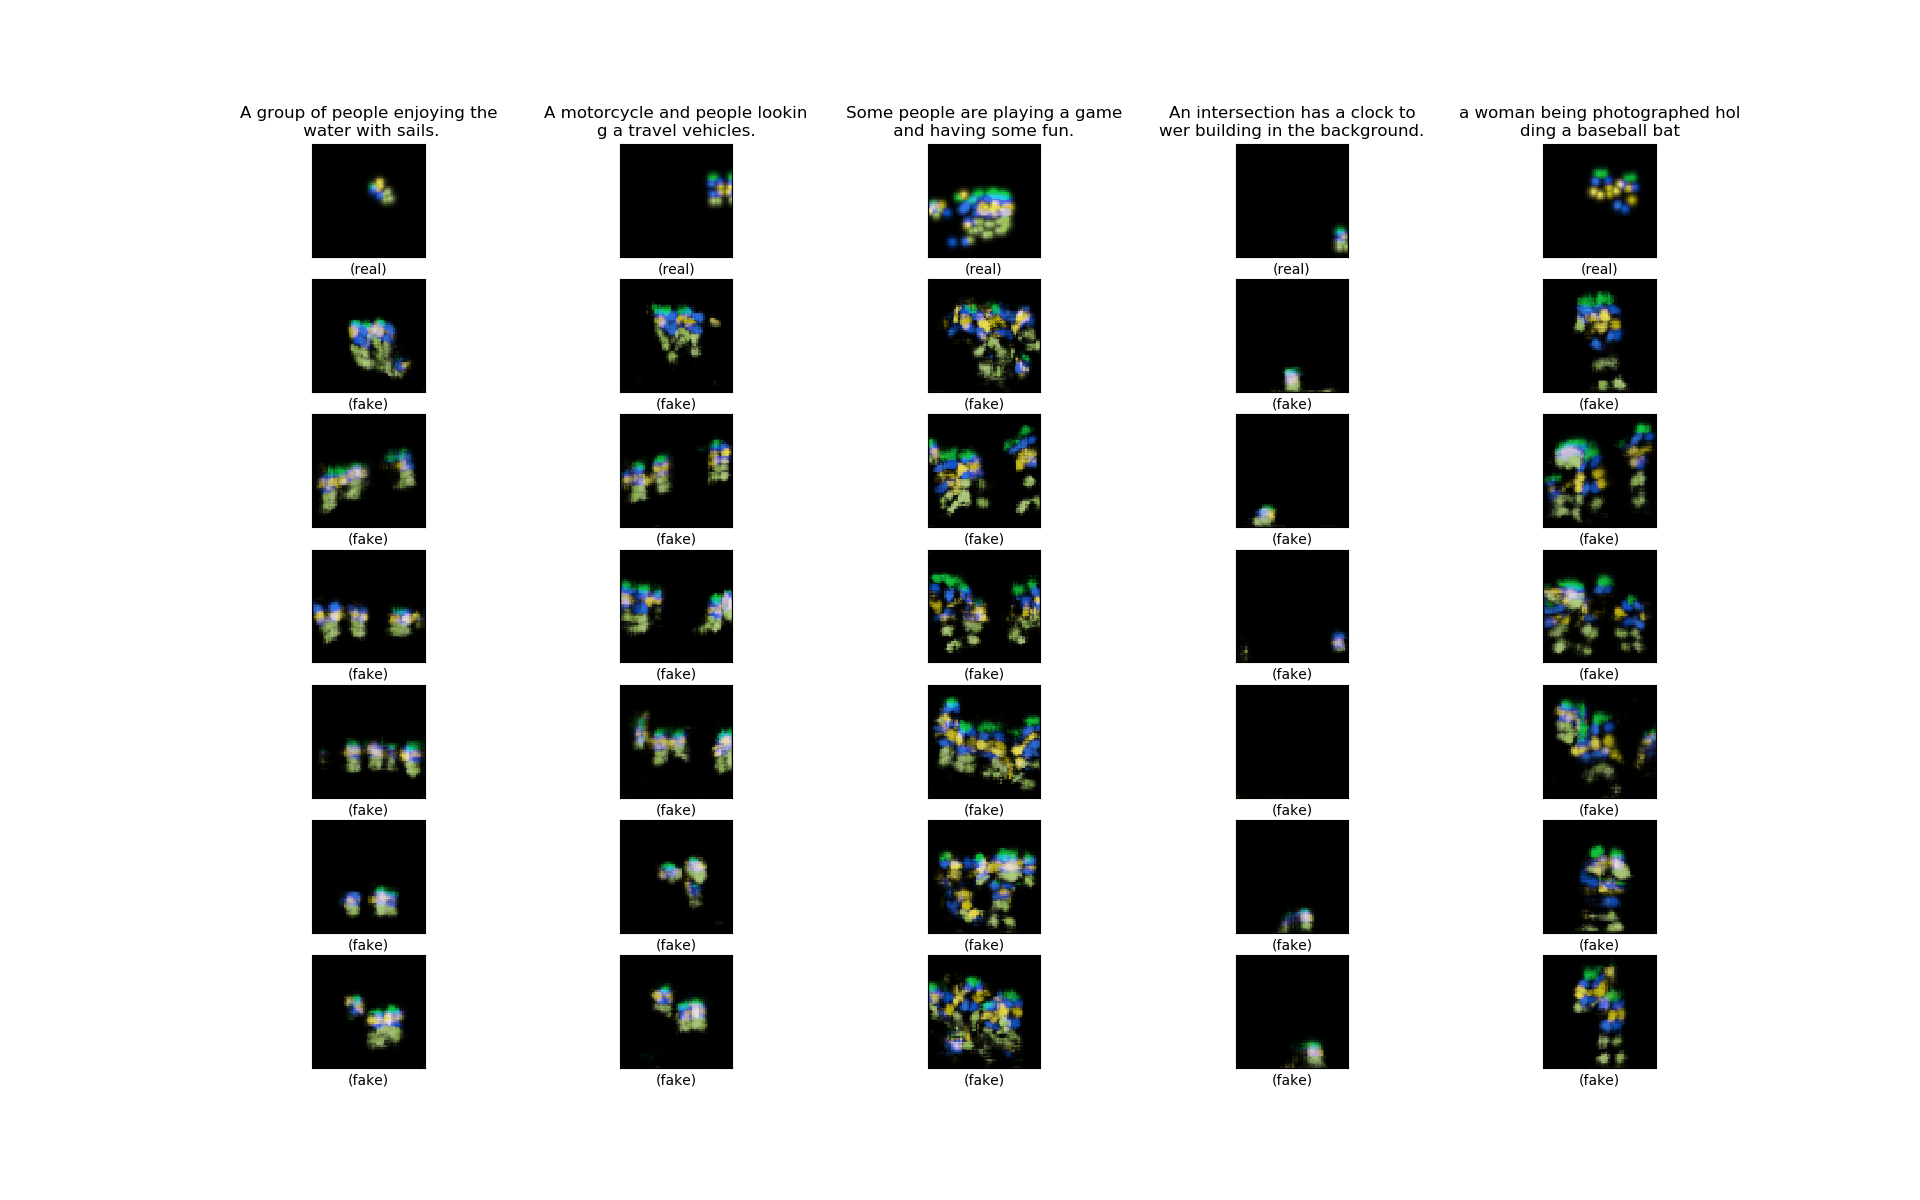 A group of people enjoying the
water with sails.
A motorcycle and people lookin
g a travel vehicles.
Some people are playing a game
and having some fun.
An intersection has a clock to
wer building in the background.
a woman being photographed hol
ding a baseball bat
(real) (real) (real) (real) (real)
(fake) (fake) (fake) (fake) (fake)
(fake) (fake) (fake) (fake) (fake)
(fake) (fake) (fake) (fake) (fake)
(fake) (fake) (fake) (fake) (fake)
(fake) (fake) (fake) (fake) (fake)
(fake) (fake) (fake) (fake) (fake)